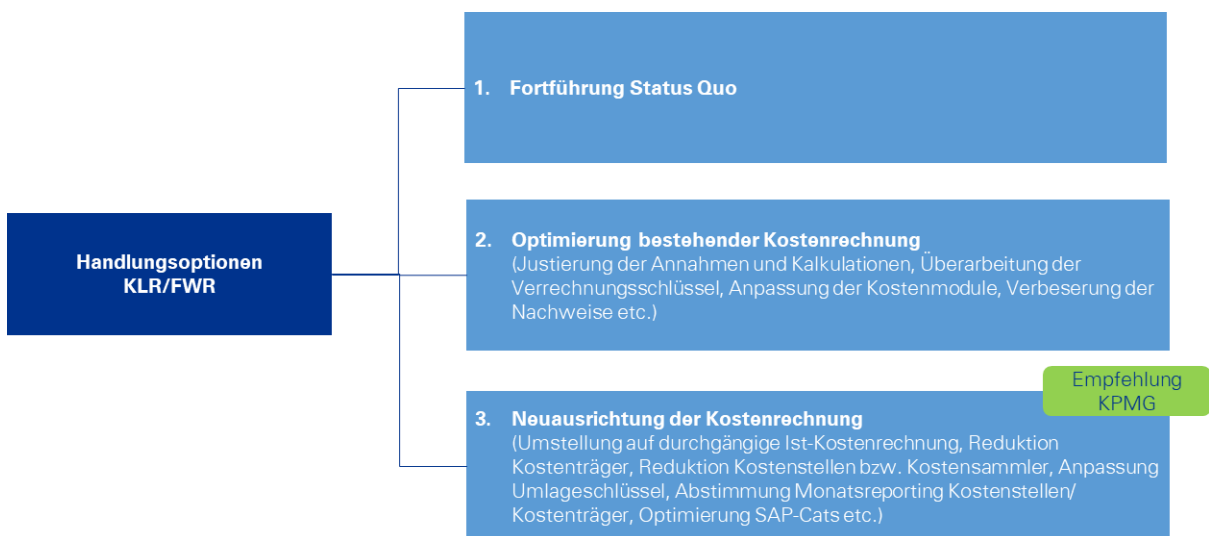 1. Fortführung Status Quo
Handlungsoptionen
KLR/FWR
2. Optimierung bestehender Kostenrechnung
(Justierung der Annahmen und Kalkulationen, Überarbeitung der
Verrechnungsschlüssel, Anpassung der Kostenmodule, Verbeserung der
Nachweise etc.)
Empfehlung
KPMG
3. Neuausrichtung der Kostenrechnung
(Umstellung auf durchgängige Ist-Kostenrechnung, Reduktion
Kostenträger, Reduktion Kostenstellen bzw. Kostensammler, Anpassung
Umlageschlüssel, Abstimmung Monatsreporting Kostenstellen/
Kostenträger, Optimierung SAP-Cats etc.)